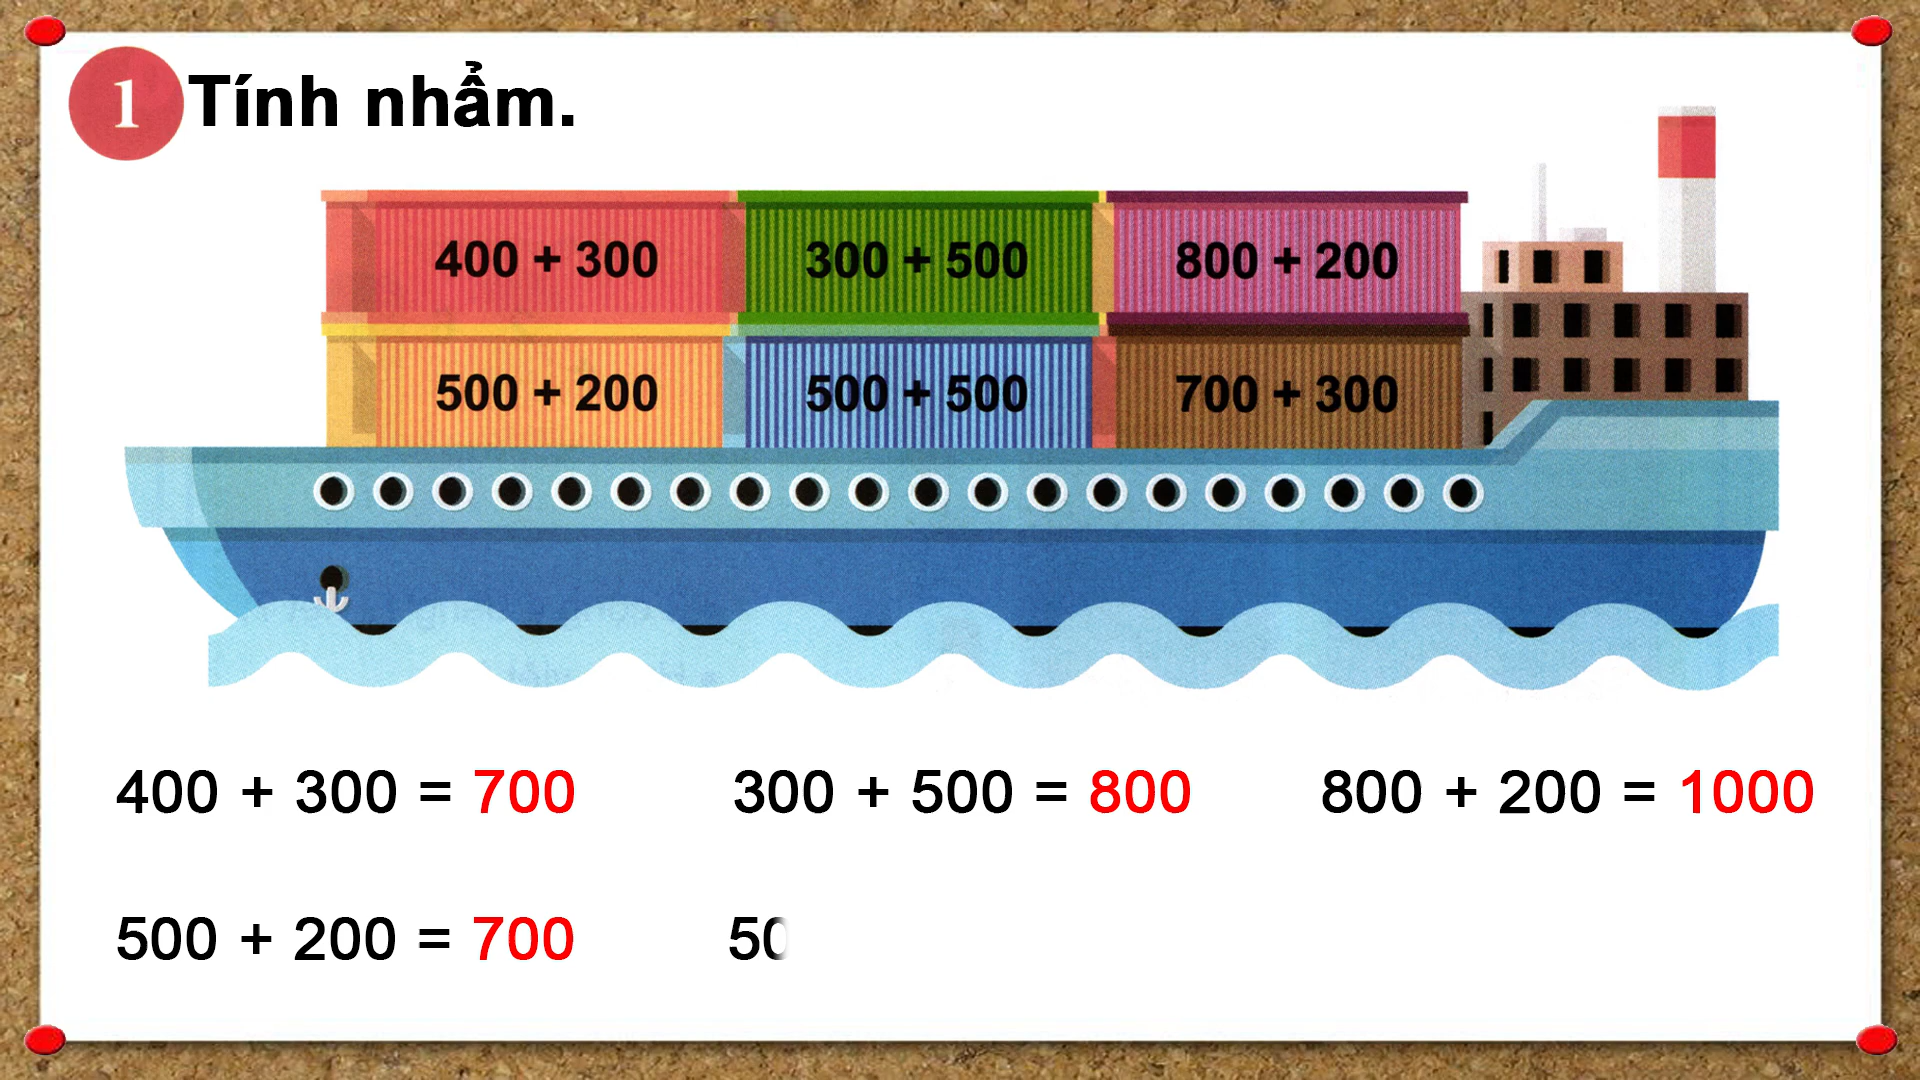 1 Tính nhẩm.
400 + 300 300 + 500 800 + 200
500 + 200 500 + 500 700 + 300
400 + 300 = 700 300 + 500 = 800 800 + 200 = 1000
500 + 200 = 700 50